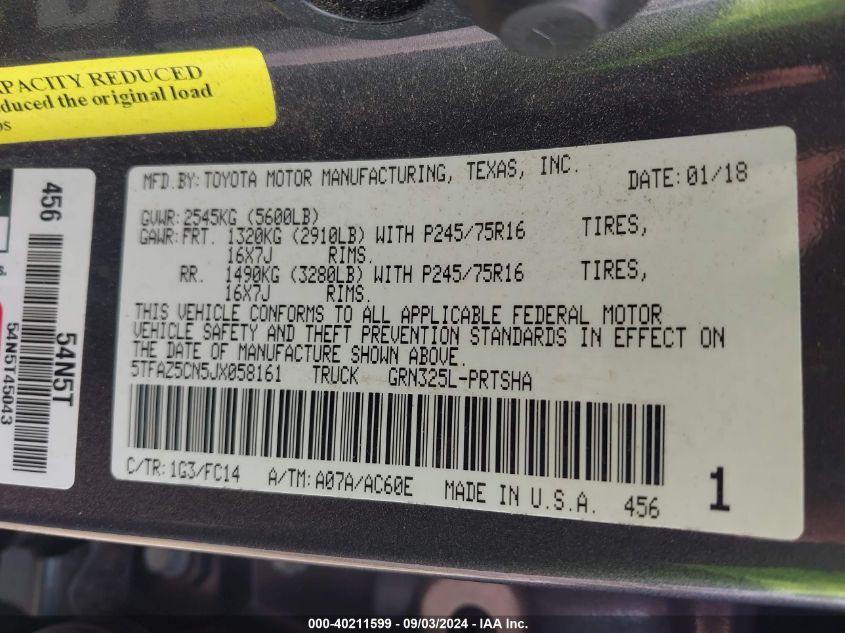 PACITY REDUCED
duced the original load
os
MFD.BY: TOYOTA MOTOR MANUFACTURING, TEXAS, INC. DATE: 01/18
GVWR: 2545KG (5600LB)
GAWR: FRT. 1320KG (2910LB) WITH P245/75R16 TIRES,
16X7J RIMS.
RR. 1490KG (3280LB) WITH P245/75R16 TIRES,
16X7J RIMS.
THIS VEHICLE CONFORMS TO ALL APPLICABLE FEDERAL MOTOR
VEHICLE SAFETY AND THEFT PREVENTION STANDARDS IN EFFECT ON
THE DATE OF MANUFACTURE SHOWN ABOVE.
5TFAZ5CN5JX058161 TRUCK GRN325L-PRTSHA
C/TR: 1G3/FC14 A/TM: A07A/AC60E MADE IN U.S.A. 456 1
456
54N5T
54N5T45043
s.
000-40211599 - 09/03/2024 - IAA Inc.